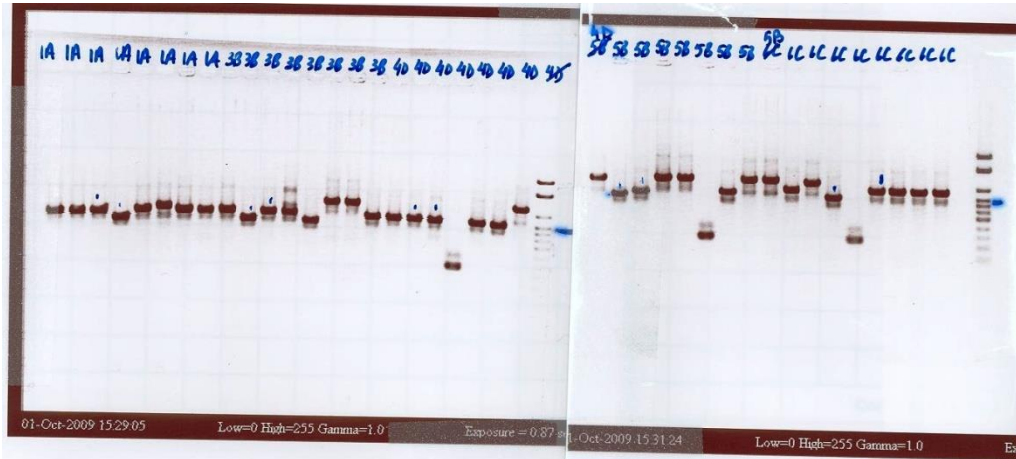 1A 1A 1A 1A 1A 1A 1A 1A 3B 3B 3B 3B 3B 3B 3B 3B 4D 4D 4D 4D 4D 4D 4D
5B 5B 5B 5B 5B 5B 5B 5B 5B 1C 1C 1C 1C 1C 1C 1C 1C
01-Oct-2009 15:29:05 Low=0 High=255 Gamma=1.0 Exposure = 0.87
1-Oct-2009 15:31:24 Low=0 High=255 Gamma=1.0